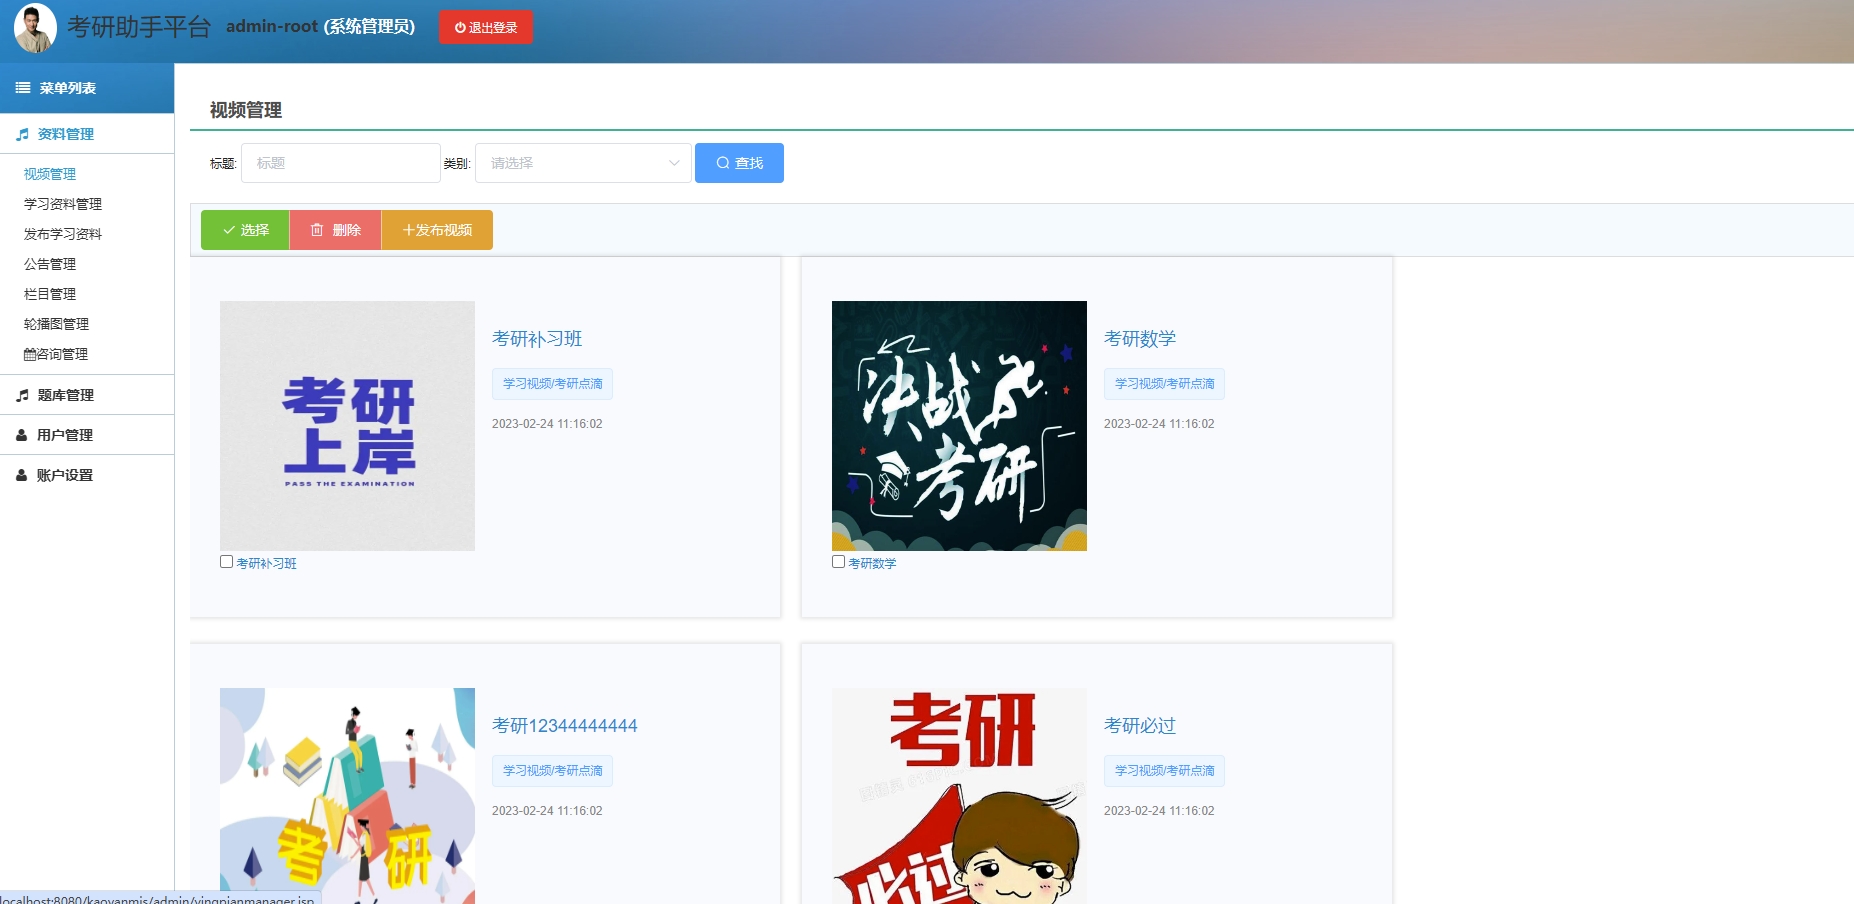 考研助手平台 admin-root (系统管理员) 退出登录
菜单列表
资料管理
视频管理
学习资料管理
发布学习资料
公告管理
栏目管理
轮播图管理
咨询管理
题库管理
用户管理
账户设置
视频管理
标题: 标题 类别: 请选择 查找
选择 删除 发布视频
考研
上岸
PASS THE EXAMINATION
考研补习班
学习视频/考研点滴
2023-02-24 11:16:02
考研补习班
决战
考研
考研数学
学习视频/考研点滴
2023-02-24 11:16:02
考研数学
考研
考研12344444444
学习视频/考研点滴
2023-02-24 11:16:02
考研
必过
考研必过
学习视频/考研点滴
2023-02-24 11:16:02
localhost:8080/kaoyanmis/admin/yingpianmanager.jsp